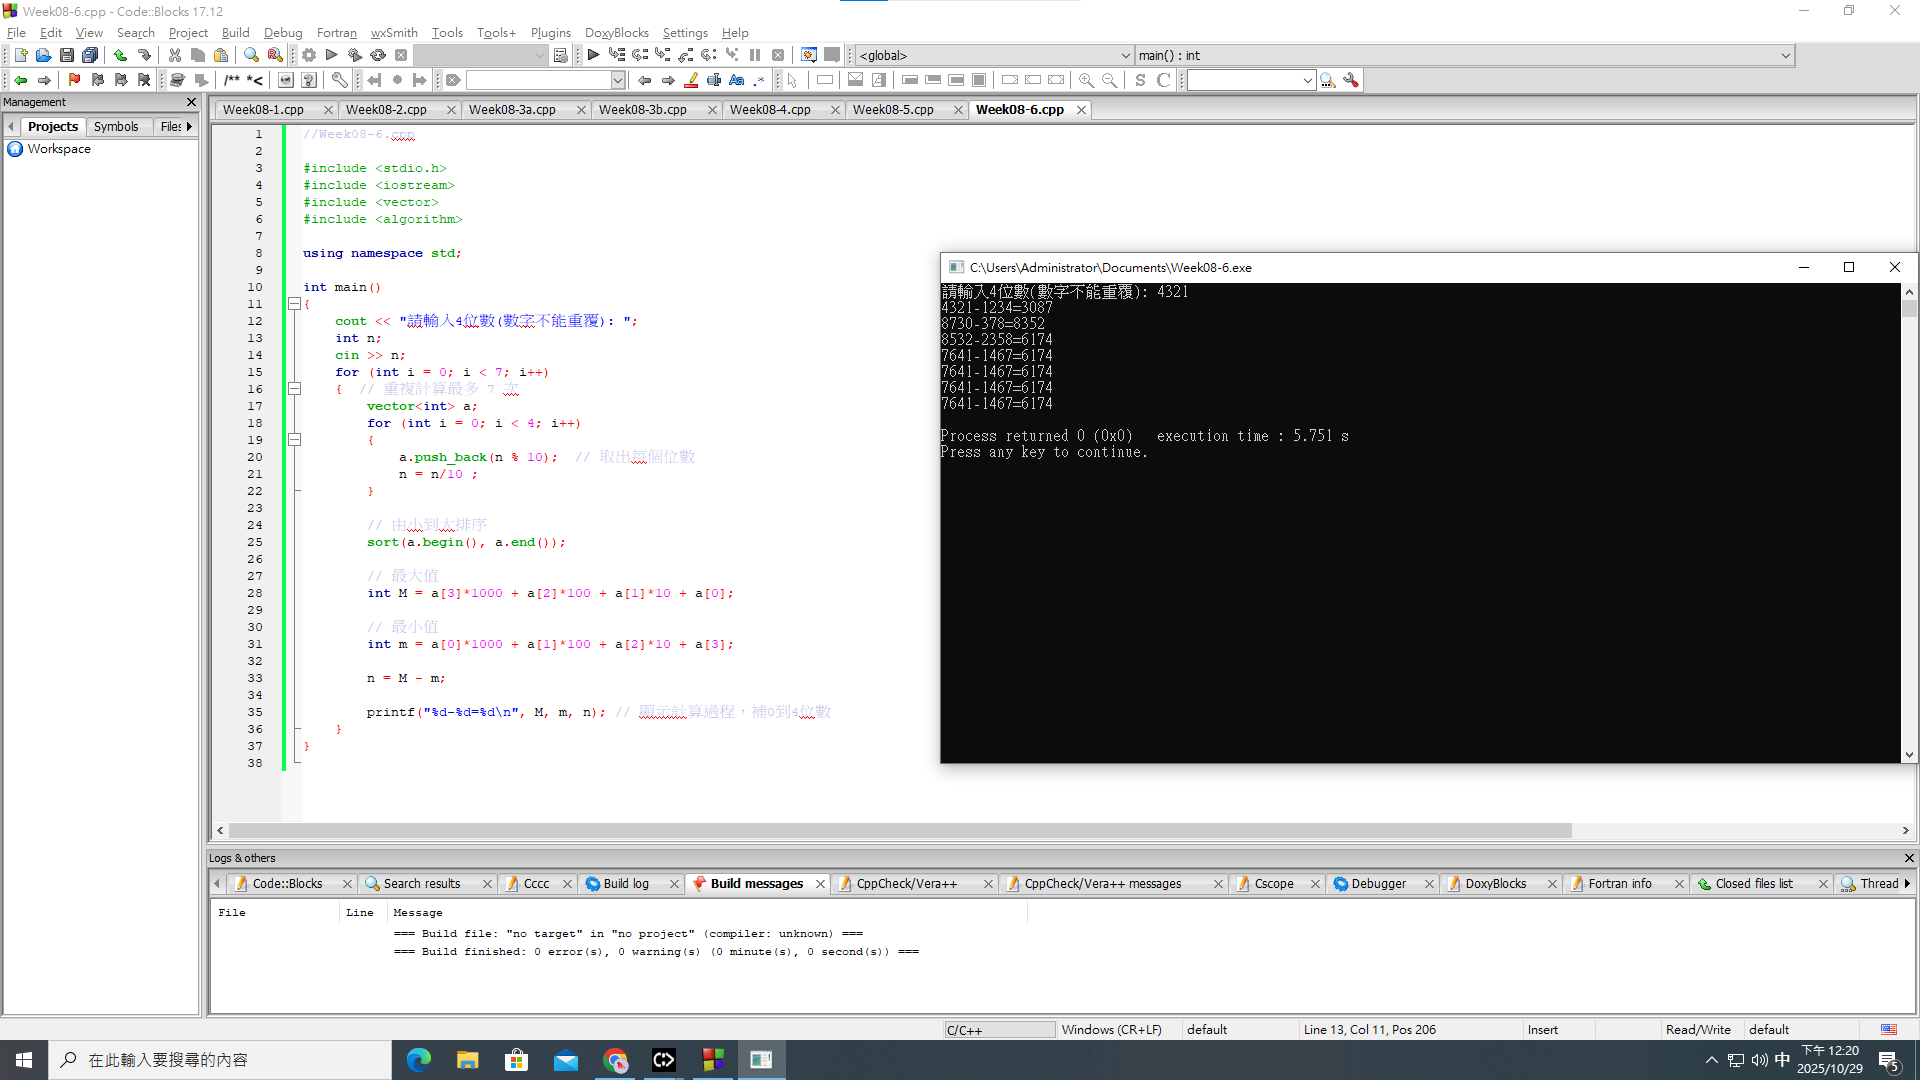 Week08-6.cpp - Code::Blocks 17.12
File Edit View Search Project Build Debug Fortran wxSmith Tools Tools+ Plugins DoxyBlocks Settings Help
<global> main() : int
/** *<
Management
Projects Symbols Files
Workspace
Week08-1.cpp Week08-2.cpp Week08-3a.cpp Week08-3b.cpp Week08-4.cpp Week08-5.cpp Week08-6.cpp
1 //Week08-6.cpp
2
3 #include <stdio.h>
4 #include <iostream>
5 #include <vector>
6 #include <algorithm>
7
8 using namespace std;
9
10 int main()
11 {
12 cout << "請輸入4位數(數字不能重覆): ";
13 int n;
14 cin >> n;
15 for (int i = 0; i < 7; i++)
16 { // 重複計算最多 7 次
17 vector<int> a;
18 for (int i = 0; i < 4; i++)
19 {
20 a.push_back(n % 10); // 取出每個位數
21 n = n/10 ;
22 }
23
24 // 由小到大排序
25 sort(a.begin(), a.end());
26
27 // 最大值
28 int M = a[3]*1000 + a[2]*100 + a[1]*10 + a[0];
29
30 // 最小值
31 int m = a[0]*1000 + a[1]*100 + a[2]*10 + a[3];
32
33 n = M - m;
34
35 printf("%d-%d=%d\n", M, m, n); // 顯示計算過程，補0到4位數
36 }
37 }
38
C:\Users\Administrator\Documents\Week08-6.exe
請輸入4位數(數字不能重覆): 4321
4321-1234=3087
8730-378=8352
8532-2358=6174
7641-1467=6174
7641-1467=6174
7641-1467=6174
7641-1467=6174
Process returned 0 (0x0) execution time : 5.751 s
Press any key to continue.
Logs & others
Code::Blocks Search results Cccc Build log Build messages CppCheck/Vera++ CppCheck/Vera++ messages Cscope Debugger DoxyBlocks Fortran info Closed files list Thread
File Line Message
=== Build file: "no target" in "no project" (compiler: unknown) ===
=== Build finished: 0 error(s), 0 warning(s) (0 minute(s), 0 second(s)) ===
C/C++ Windows (CR+LF) default Line 13, Col 11, Pos 206 Insert Read/Write default
在此輸入要搜尋的內容
中
下午 12:20
2025/10/29
5